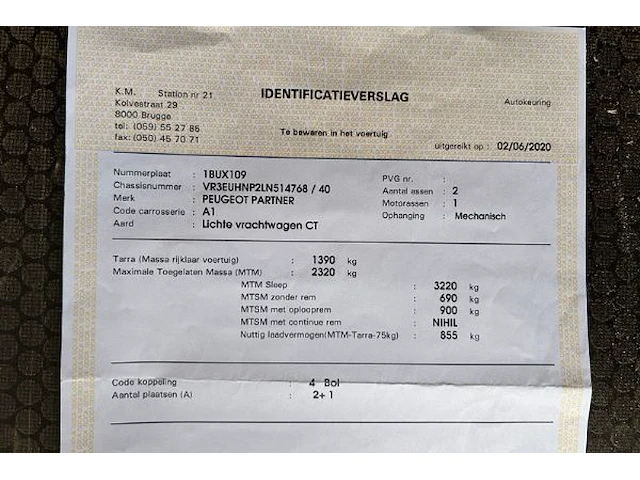 K.M. Station nr 21
IDENTIFICATIEVERSLAG
Autokeuring
Kolvestraat 29
8000 Brugge
tel: (059) 55 27 85
fax: (050) 45 70 71
Te bewaren in het voertuig
uitgereikt op : 02/06/2020
Nummerplaat : 1BUX109
PVG nr. :
Chassisnummer : VR3EUHNP2LN514768 / 40
Aantal assen : 2
Merk : PEUGEOT PARTNER
Motorassen : 1
Code carrosserie : A1
Ophanging : Mechanisch
Aard : Lichte vrachtwagen CT
Tarra (Massa rijklaar voertuig) : 1390 kg
Maximale Toegelaten Massa (MTM) : 2320 kg
MTM Sleep : 3220 kg
MTSM zonder rem : 690 kg
MTSM met oplooprem : 900 kg
MTSM met continue rem : NIHIL
Nuttig laadvermogen(MTM-Tarra-75kg) : 855 kg
Code koppeling : 4 Bol
Aantal plaatsen (A) : 2+ 1